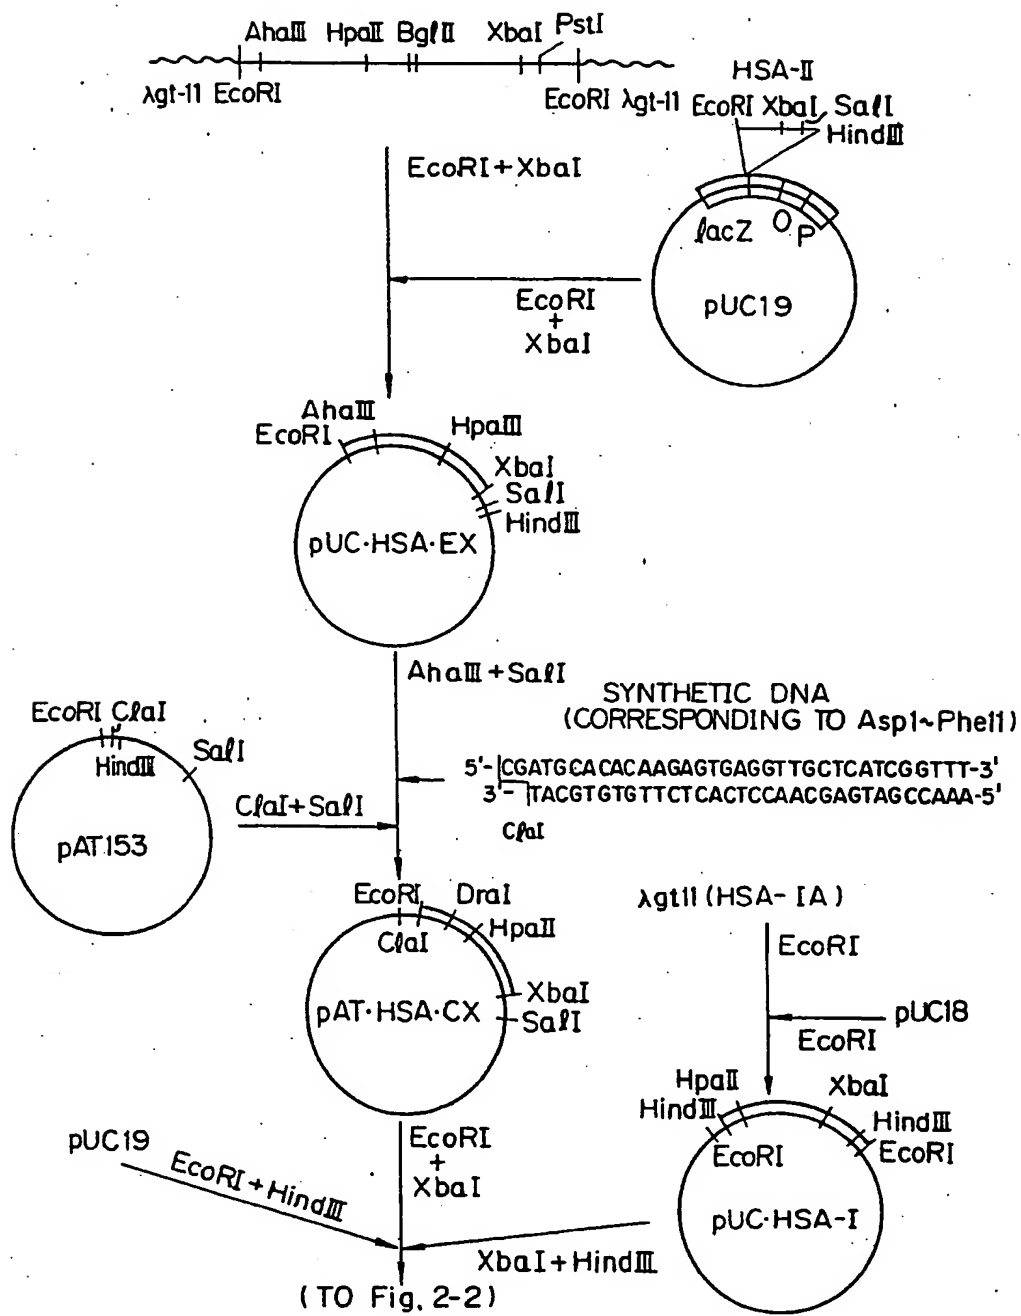 AhaIII HpaII BglII XbaI PstI
λgt-11 EcoRI
EcoRI λgt-11
HSA-II
EcoRI XbaI SalI
HindIII
EcoRI+XbaI
lacZ O P
pUC19
EcoRI
+
XbaI
AhaIII
EcoRI
HpaIII
XbaI
SalI
HindIII
pUC·HSA·EX
AhaIII+SalI
SYNTHETIC DNA
(CORRESPONDING TO Asp1~Phe11)
5'-CGATGCACACAAGAGTGAGGTTGCTCATCGGTTT-3'
3'-TACGTGTGTTCTCACTCCAACGAGTAGCCAAA-5'
ClaI
EcoRI ClaI
HindIII
SalI
pAT153
ClaI+SalI
EcoRI DraI
HpaII
ClaI
XbaI
SalI
pAT·HSA·CX
λgt11(HSA-IA)
EcoRI
pUC18
EcoRI
HpaII
HindIII
XbaI
HindIII
EcoRI
EcoRI
pUC·HSA-I
pUC19
EcoRI+HindIII
EcoRI
+
XbaI
XbaI+HindIII
(TO Fig. 2-2)